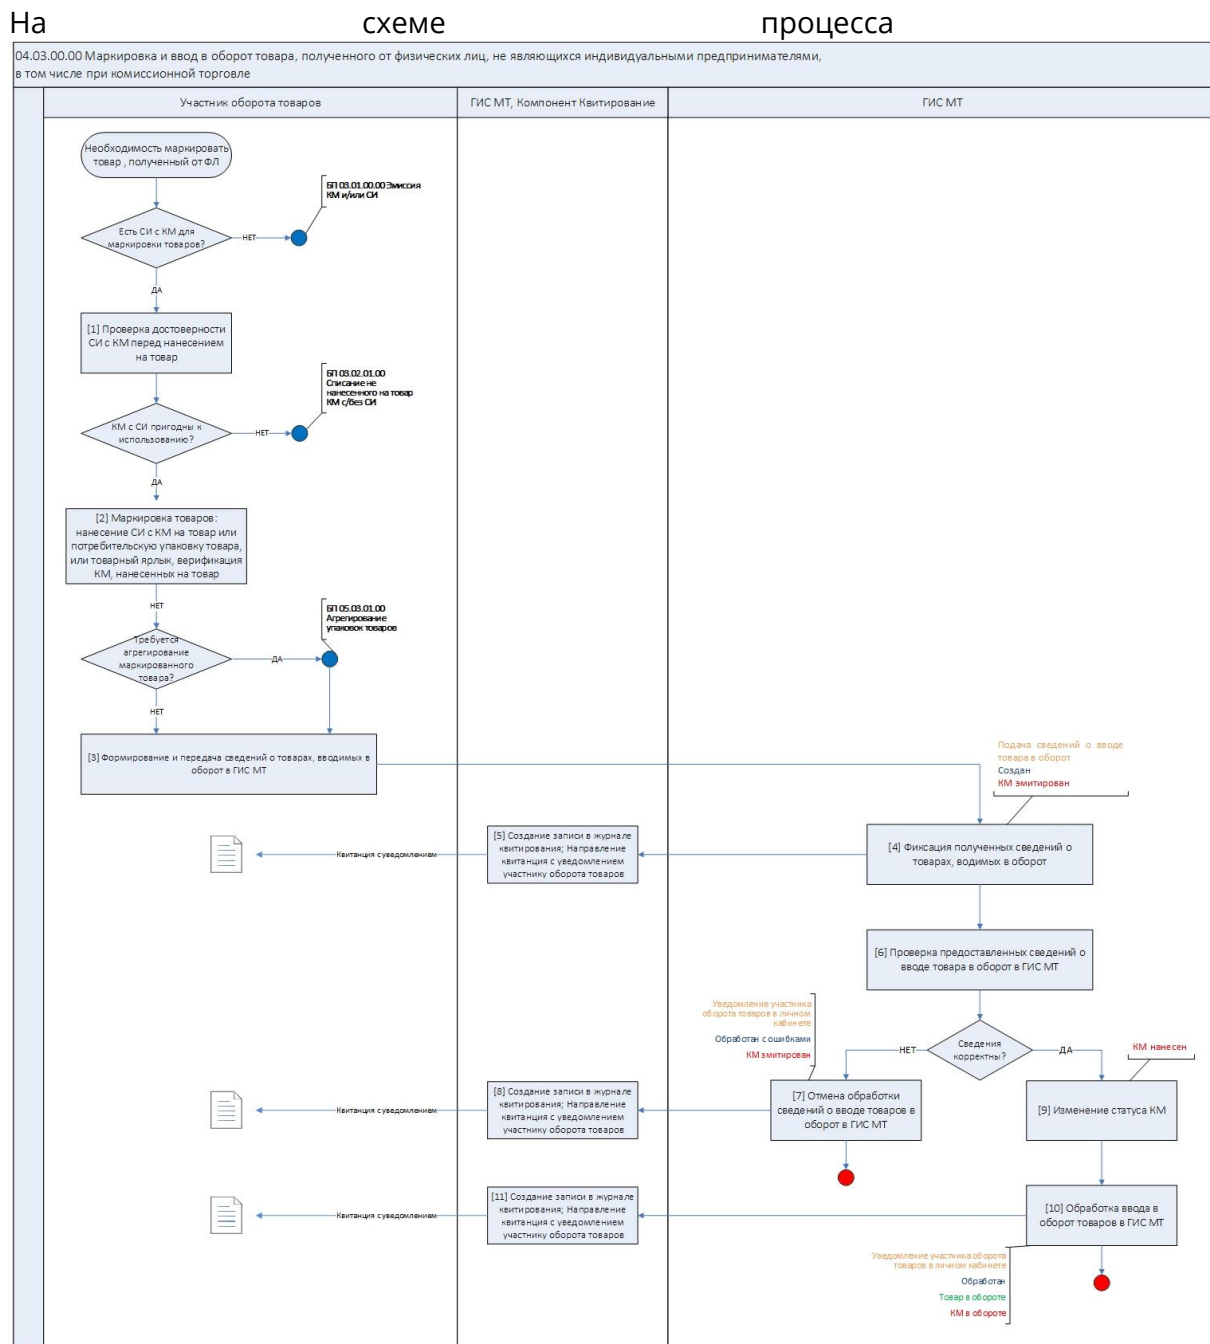 На схеме процесса
04.03.00.00 Маркировка и ввод в оборот товара, полученного от физических лиц, не являющихся индивидуальными предпринимателями,
в том числе при комиссионной торговле
Участник оборота товаров
ГИС МТ, Компонент Квитирование
ГИС МТ
Необходимость маркировать
товар , полученный от ФЛ
БП 03.01.00.00 Эмиссия
КМ и/или СИ
Есть СИ с КМ для
маркировки товаров?
НЕТ
ДА
[1] Проверка достоверности
СИ с КМ перед нанесением
на товар
БП 03.02.01.00
Списание не
нанесенного на товар
КМ с/без СИ
КМ с СИ пригодны к
использованию?
НЕТ
ДА
[2] Маркировка товаров:
нанесение СИ с КМ на товар или
потребительскую упаковку товара,
или товарный ярлык, верификация
КМ, нанесенных на товар
НЕТ
БП 05.03.01.00
Агрегирование
упаковок товаров
Требуется
агрегирование
маркированного
товара?
ДА
НЕТ
[3] Формирование и передача сведений о товарах, вводимых в
оборот в ГИС МТ
Подача сведений о вводе
товара в оборот
Создан
КМ эмитирован
[4] Фиксация полученных сведений о
товарах, водимых в оборот
[5] Создание записи в журнале
квитирования; Направление
квитанция с уведомлением
участнику оборота товаров
Квитанция с уведомлением
[6] Проверка предоставленных сведений о
вводе товара в оборот в ГИС МТ
Уведомление участника
оборота товаров в личном
кабинете
Обработан с ошибками
КМ эмитирован
Сведения
корректны?
НЕТ
ДА
КМ нанесен
[7] Отмена обработки
сведений о вводе товаров в
оборот в ГИС МТ
[8] Создание записи в журнале
квитирования; Направление
квитанция с уведомлением
участнику оборота товаров
Квитанция с уведомлением
[9] Изменение статуса КМ
[10] Обработка ввода в
оборот товаров в ГИС МТ
[11] Создание записи в журнале
квитирования; Направление
квитанция с уведомлением
участнику оборота товаров
Квитанция с уведомлением
Уведомление участника оборота
товаров в личном кабинете
Обработан
Товар в обороте
КМ в обороте